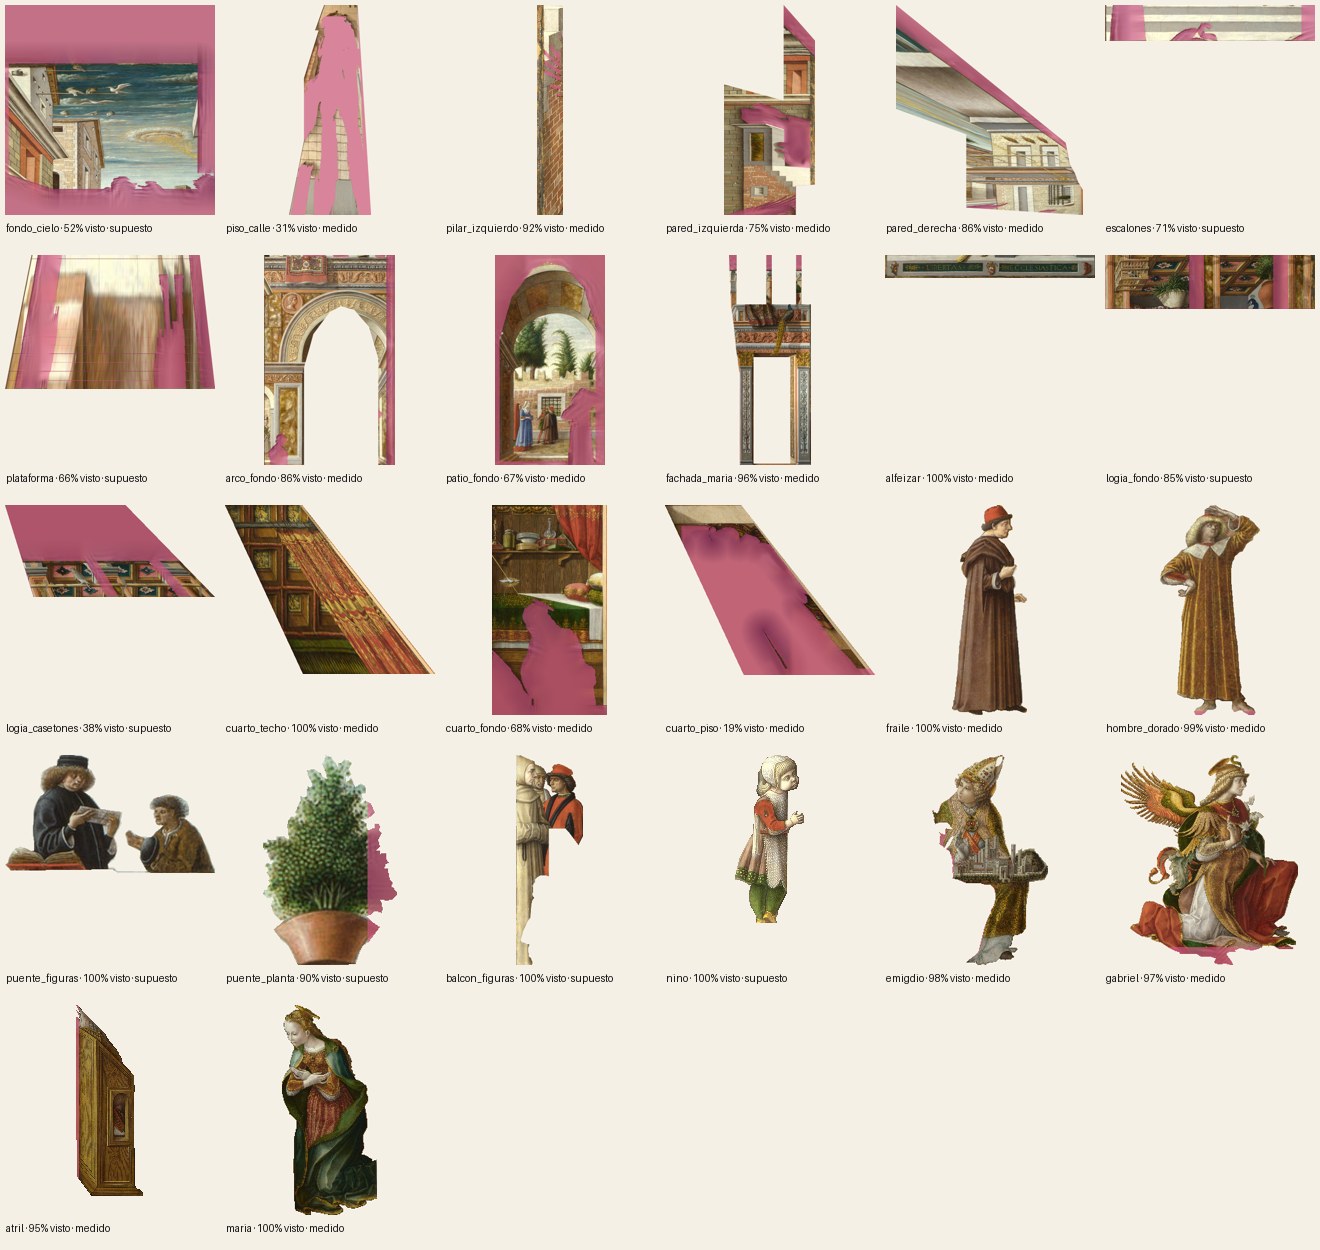 fondo_cielo · 52% visto · supuesto
piso_calle · 31% visto · medido
pilar_izquierdo · 92% visto · medido
pared_izquierda · 75% visto · medido
pared_derecha · 86% visto · medido
escalones · 71% visto · supuesto
plataforma · 66% visto · supuesto
arco_fondo · 86% visto · medido
patio_fondo · 67% visto · medido
fachada_maria · 96% visto · medido
alfeizar · 100% visto · medido
logia_fondo · 85% visto · supuesto
logia_casetones · 38% visto · supuesto
cuarto_techo · 100% visto · medido
cuarto_fondo · 68% visto · medido
cuarto_piso · 19% visto · medido
fraile · 100% visto · medido
hombre_dorado · 99% visto · medido
puente_figuras · 100% visto · supuesto
puente_planta · 90% visto · supuesto
balcon_figuras · 100% visto · supuesto
nino · 100% visto · supuesto
emigdio · 98% visto · medido
gabriel · 97% visto · medido
atril · 95% visto · medido
maria · 100% visto · medido